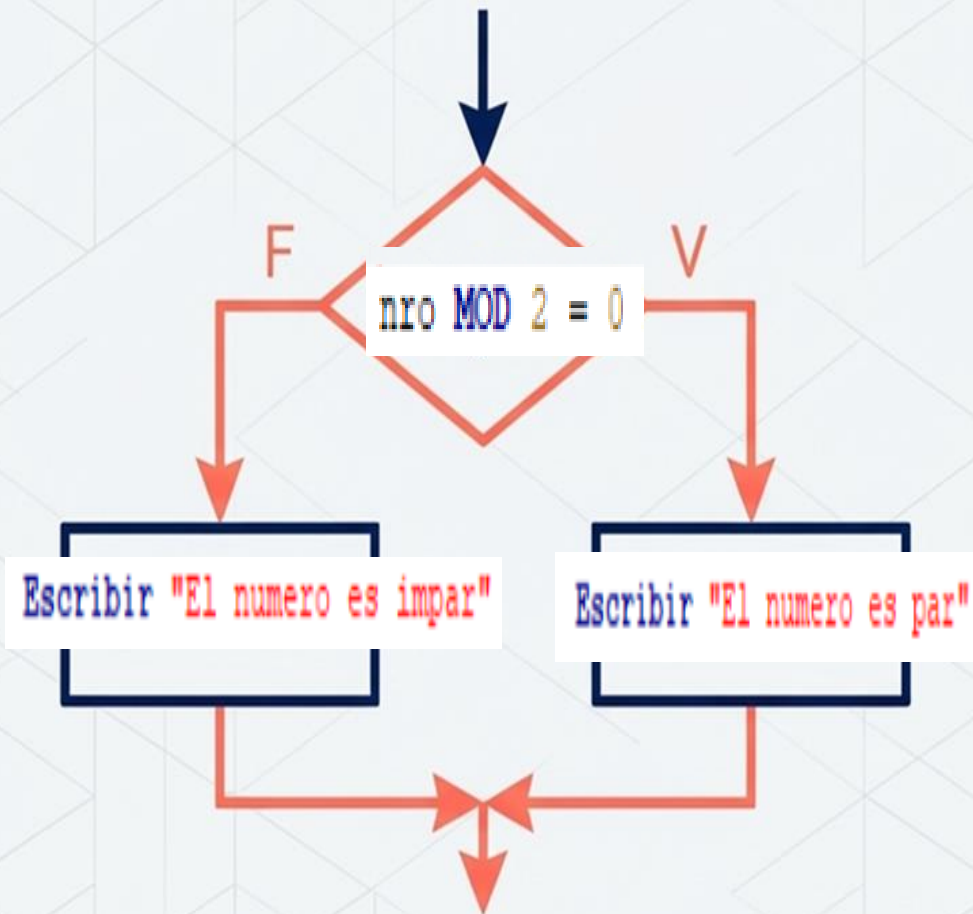 F
V
nro MOD 2 = 0
Escribir "El numero es impar"
Escribir "El numero es par"